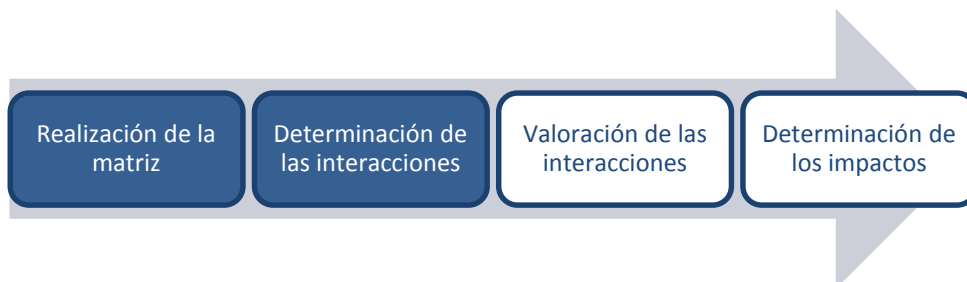 Realización de la
matriz
Determinación de
las interacciones
Valoración de las
interacciones
Determinación de
los impactos